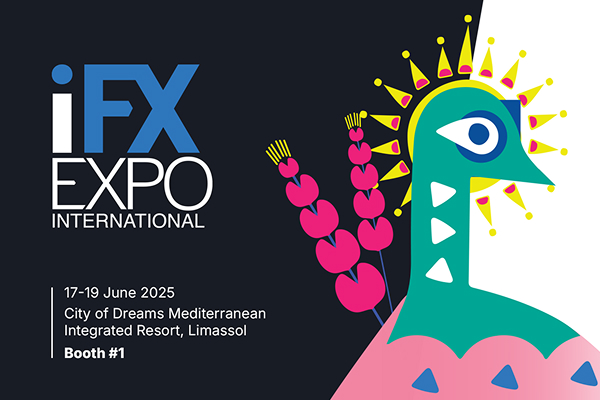 iFX
EXPO
INTERNATIONAL
17-19 June 2025
City of Dreams Mediterranean
Integrated Resort, Limassol
Booth #1